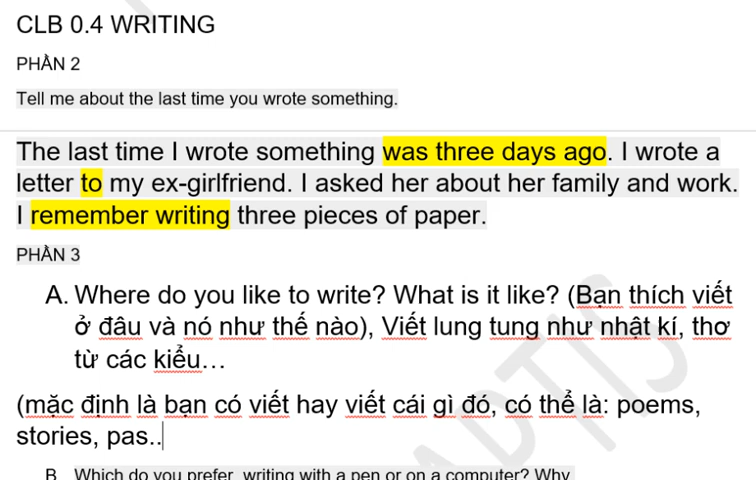 CLB 0.4 WRITING
PHẦN 2
Tell me about the last time you wrote something.
The last time I wrote something was three days ago. I wrote a
letter to my ex-girlfriend. I asked her about her family and work.
I remember writing three pieces of paper.
PHẦN 3
A. Where do you like to write? What is it like? (Bạn thích viết
ở đâu và nó như thế nào), Viết lung tung như nhật kí, thơ
từ các kiểu…
(mặc định là bạn có viết hay viết cái gì đó, có thể là: poems,
stories, pas..
B. Which do you prefer, writing with a pen or on a computer? Why